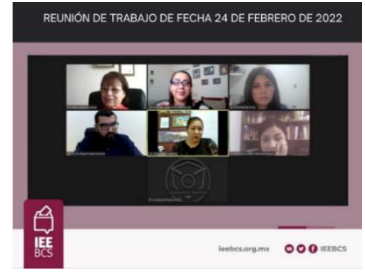 REUNIÓN DE TRABAJO DE FECHA 24 DE FEBRERO DE 2022
IEE
BCS
ieebcs.org.mx
IEEBCS